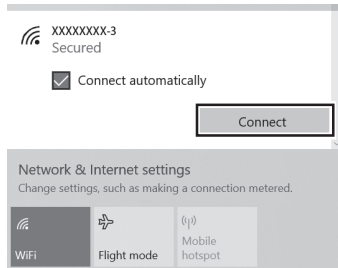 XXXXXXXX-3
Secured
Connect automatically
Connect
Network & Internet settings
Change settings, such as making a connection metered.
WiFi
Flight mode
Mobile
hotspot